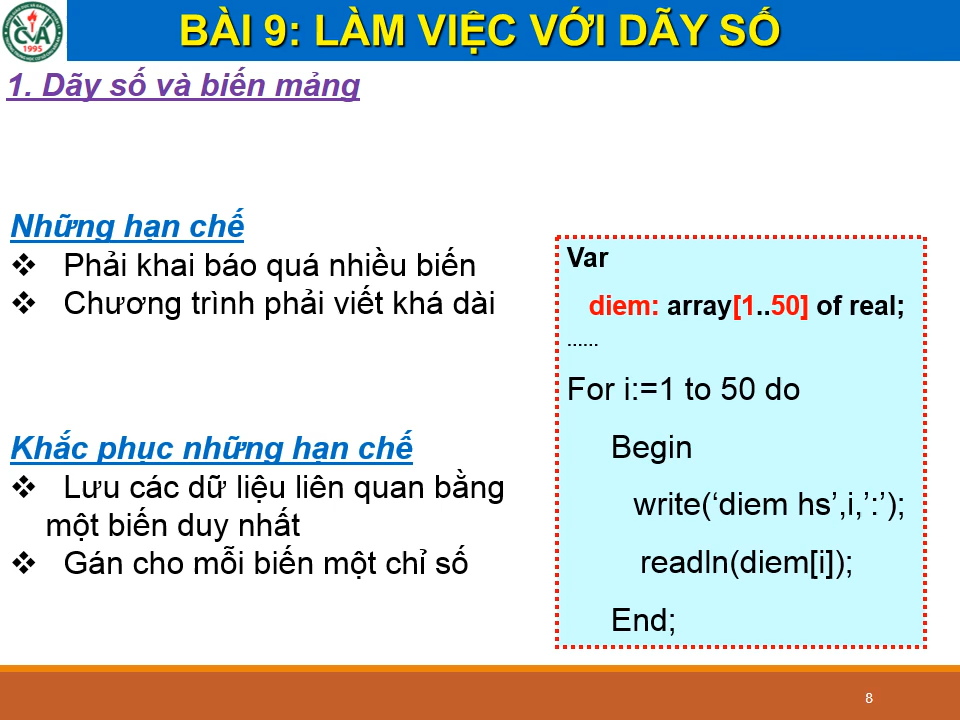 BÀI 9: LÀM VIỆC VỚI DÃY SỐ
CVA
1995
1. Dãy số và biến mảng
Những hạn chế
❖ Phải khai báo quá nhiều biến
❖ Chương trình phải viết khá dài
Khắc phục những hạn chế
❖ Lưu các dữ liệu liên quan bằng
một biến duy nhất
❖ Gán cho mỗi biến một chỉ số
Var
diem: array[1..50] of real;
......
For i:=1 to 50 do
Begin
write(‘diem hs’,i,’:’);
readln(diem[i]);
End;
8